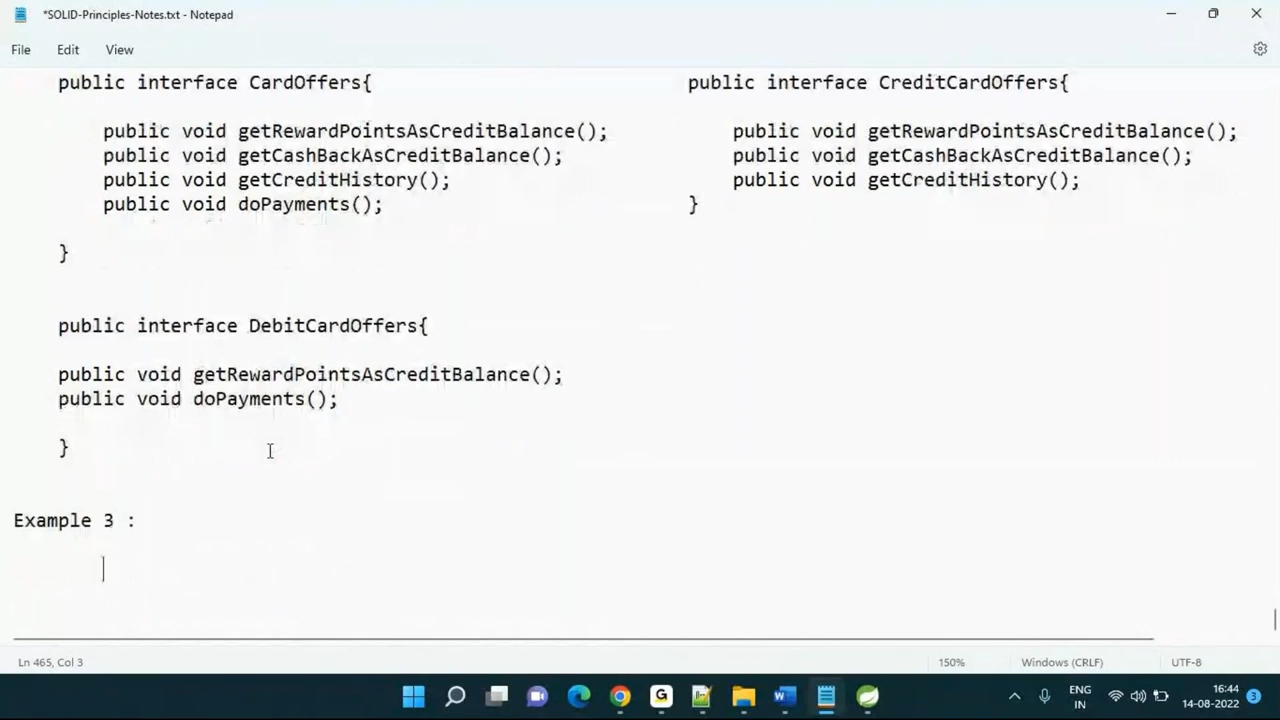 *SOLID-Principles-Notes.txt - Notepad
File Edit View
public interface CardOffers{
public void getRewardPointsAsCreditBalance();
public void getCashBackAsCreditBalance();
public void getCreditHistory();
public void doPayments();
}
public interface CreditCardOffers{
public void getRewardPointsAsCreditBalance();
public void getCashBackAsCreditBalance();
public void getCreditHistory();
}
public interface DebitCardOffers{
public void getRewardPointsAsCreditBalance();
public void doPayments();
}
Example 3 :
Ln 465, Col 3 150% Windows (CRLF) UTF-8
ENG
IN
16:44
14-08-2022
3